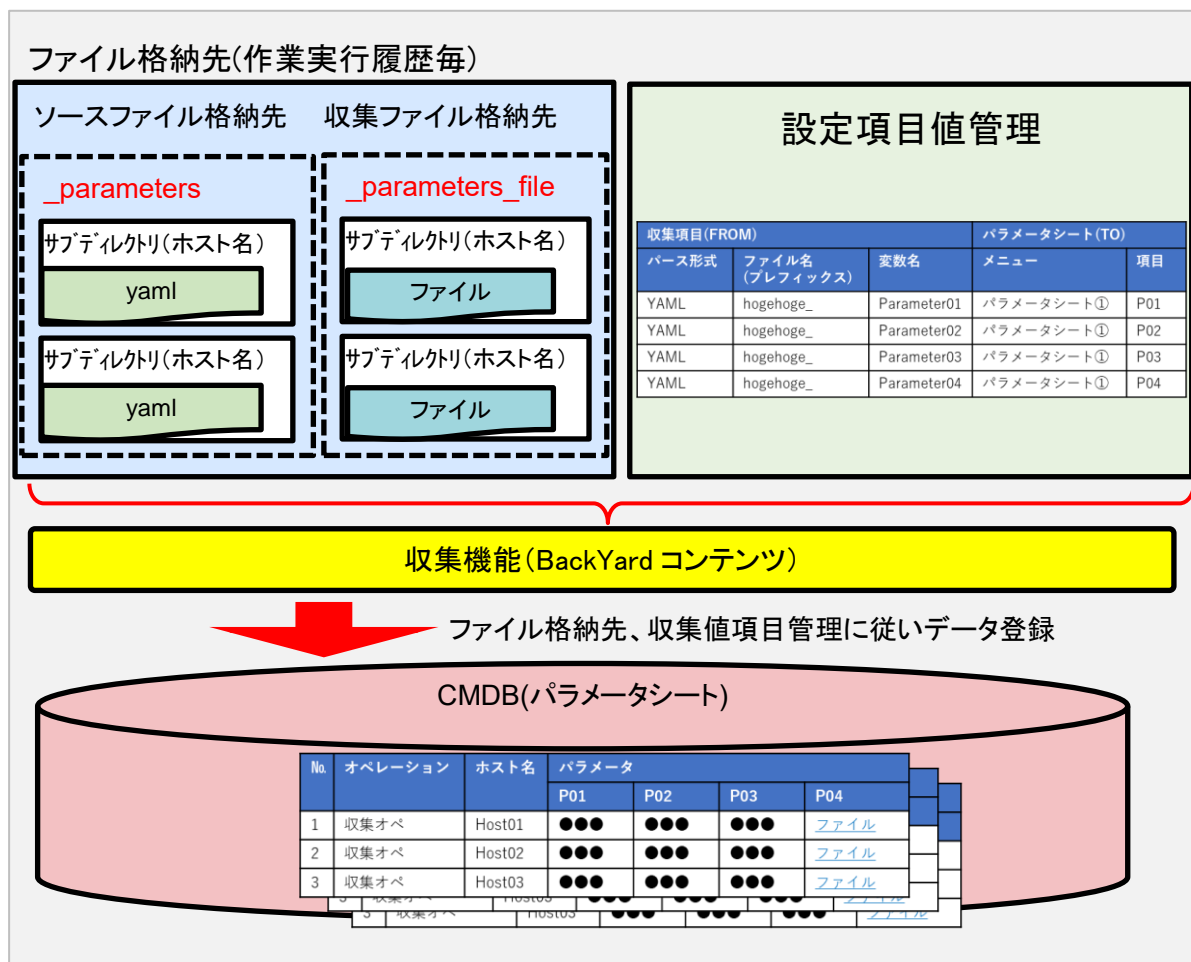 ファイル格納先(作業実行履歴毎)
ソースファイル格納先
収集ファイル格納先
_parameters
サブディレクトリ(ホスト名)
yaml
サブディレクトリ(ホスト名)
yaml
_parameters_file
サブディレクトリ(ホスト名)
ファイル
サブディレクトリ(ホスト名)
ファイル
設定項目値管理
収集項目(FROM) パラメータシート(TO)
パース形式 ファイル名 変数名 メニュー 項目
(プレフィックス)
YAML hogehoge_ Parameter01 パラメータシート① P01
YAML hogehoge_ Parameter02 パラメータシート① P02
YAML hogehoge_ Parameter03 パラメータシート① P03
YAML hogehoge_ Parameter04 パラメータシート① P04
収集機能(BackYard コンテンツ)
ファイル格納先、収集値項目管理に従いデータ登録
CMDB(パラメータシート)
No. オペレーション ホスト名 パラメータ
P01 P02 P03 P04
1 収集オペ Host01 ●●● ●●● ●●● ファイル
2 収集オペ Host02 ●●● ●●● ●●● ファイル
3 収集オペ Host03 ●●● ●●● ●●● ファイル
3 収集オペ Host03 ●●● ●●● ●●● ファイル